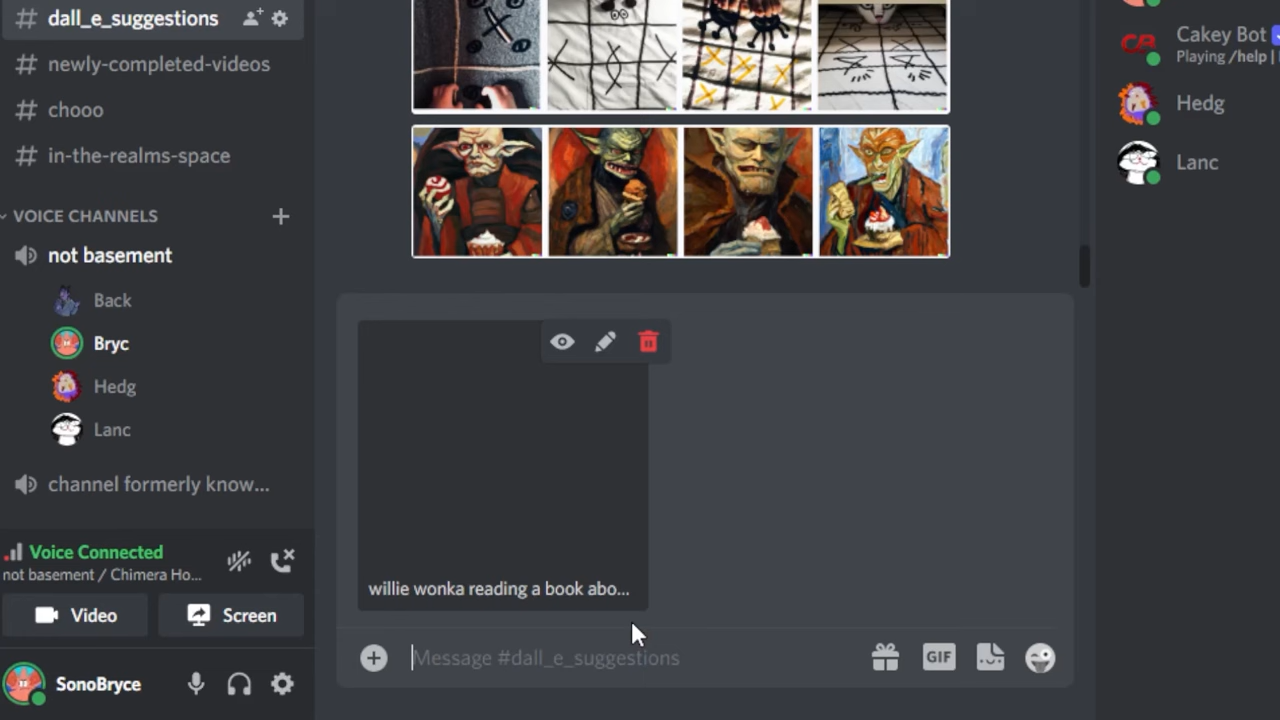 # dall_e_suggestions
# newly-completed-videos
# chooo
# in-the-realms-space
VOICE CHANNELS
not basement
Back
Bryc
Hedg
Lanc
channel formerly know...
Voice Connected
not basement / Chimera Ho...
Video
Screen
SonoBryce
willie wonka reading a book abo...
Message #dall_e_suggestions
GIF
Cakey Bot
Playing /help |
Hedg
Lanc